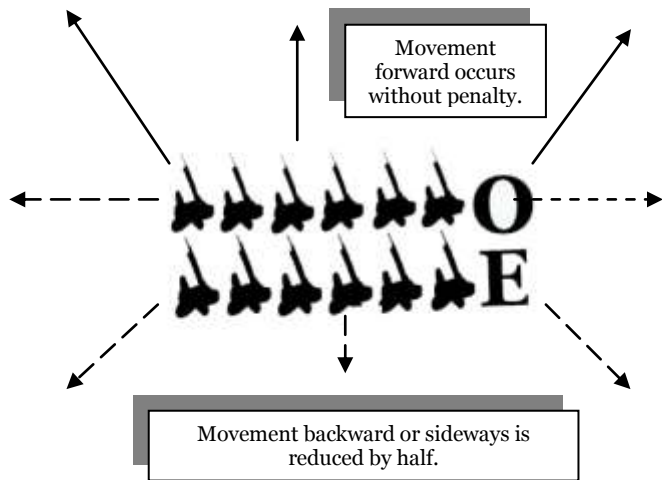 Movement
forward occurs
without penalty.
O
E
Movement backward or sideways is
reduced by half.